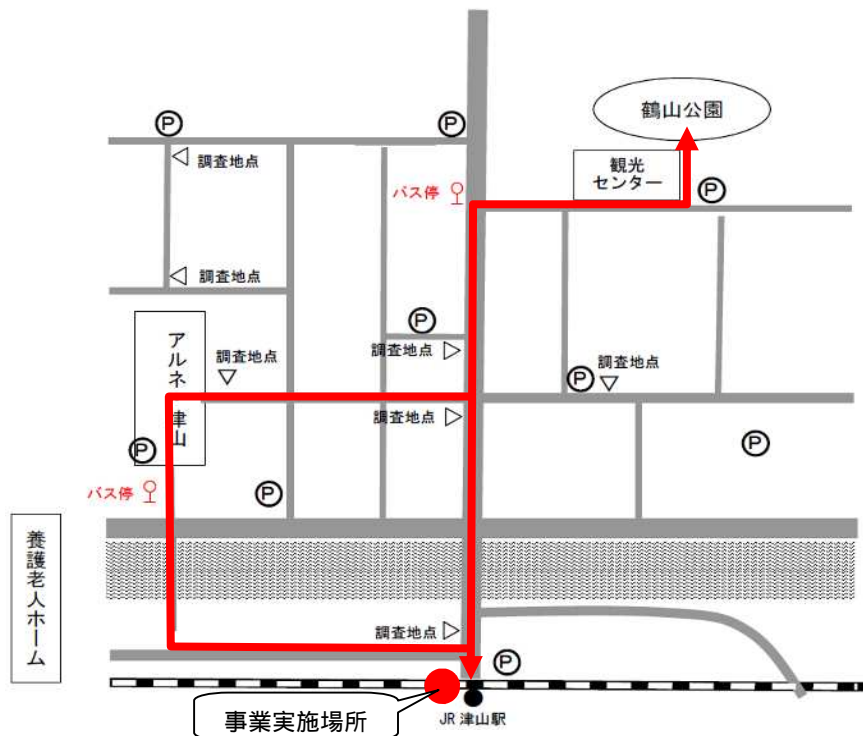 鶴山公園
Ⓟ
Ⓟ
調査地点
観光
センター
バス停
Ⓟ
調査地点
Ⓟ
アルネ津山
調査地点
調査地点
調査地点
Ⓟ
調査地点
Ⓟ
Ⓟ
バス停
Ⓟ
養護老人ホーム
調査地点
Ⓟ
事業実施場所
JR 津山駅